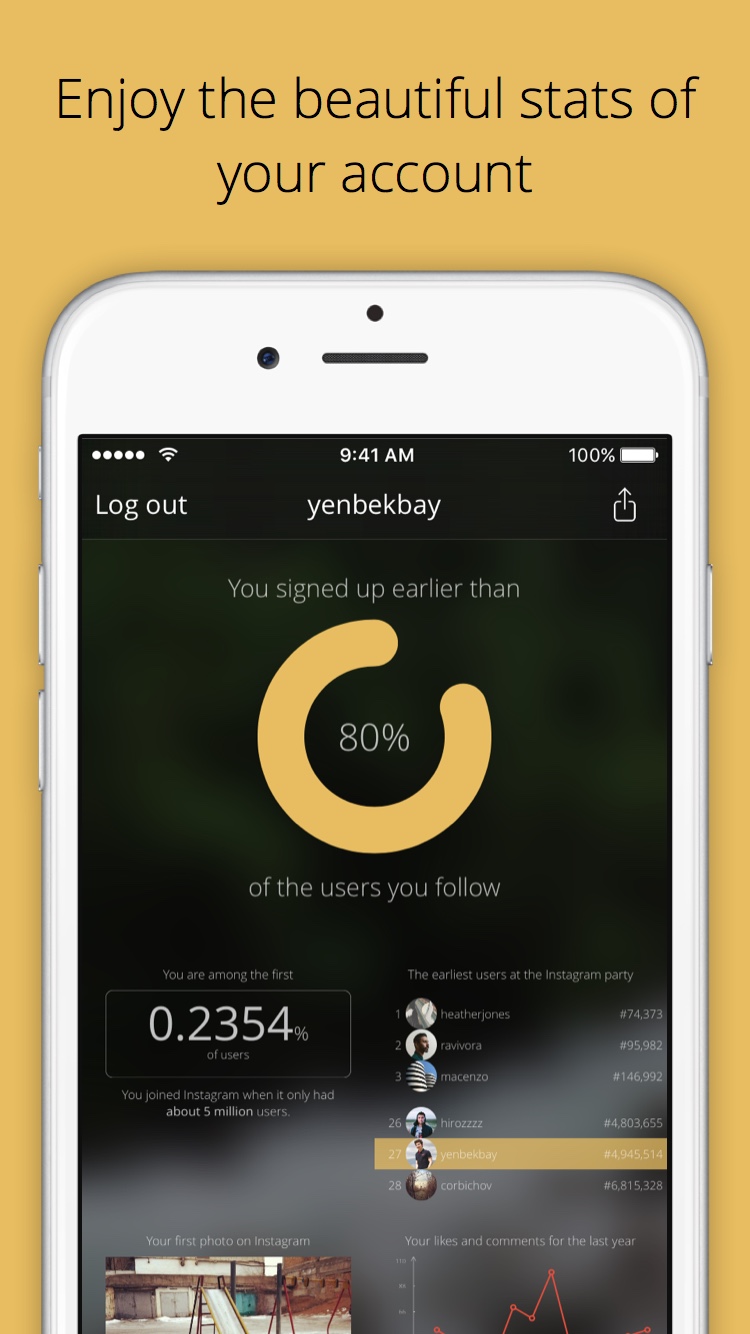 Enjoy the beautiful stats of
your account
9:41 AM
100%
Log out
yenbekbay
You signed up earlier than
80%
of the users you follow
You are among the first
0.2354%
of users
You joined Instagram when it only had
about 5 million users.
The earliest users at the Instagram party
1 heatherjones #74,373
2 ravivora #95,982
3 macenzo #146,992
26 hirozzzz #4,803,655
27 yenbekbay #4,945,514
28 corbichov #6,815,328
Your first photo on Instagram
Your likes and comments for the last year
110